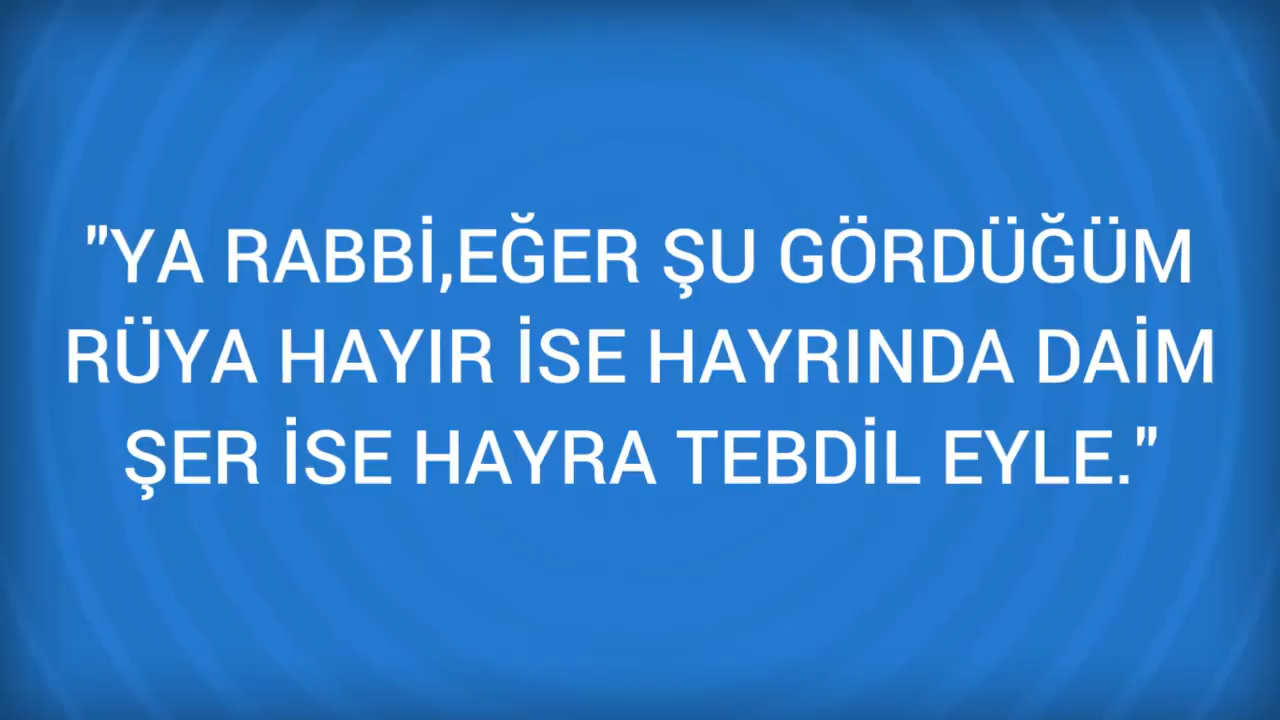 "YA RABBİ,EĞER ŞU GÖRDÜĞÜM
RÜYA HAYIR İSE HAYRINDA DAİM
ŞER İSE HAYRA TEBDİL EYLE."